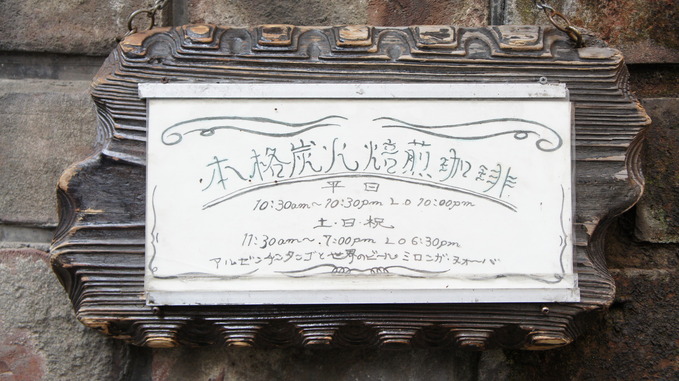 本格炭火焙煎珈琲
平日
10:30am～10:30pm L.O 10:00pm
土・日・祝
11:30am～7:00pm L.O 6:30pm
アルゼンチンタンゴと世界のビール ミロンガ・ヌオーバ